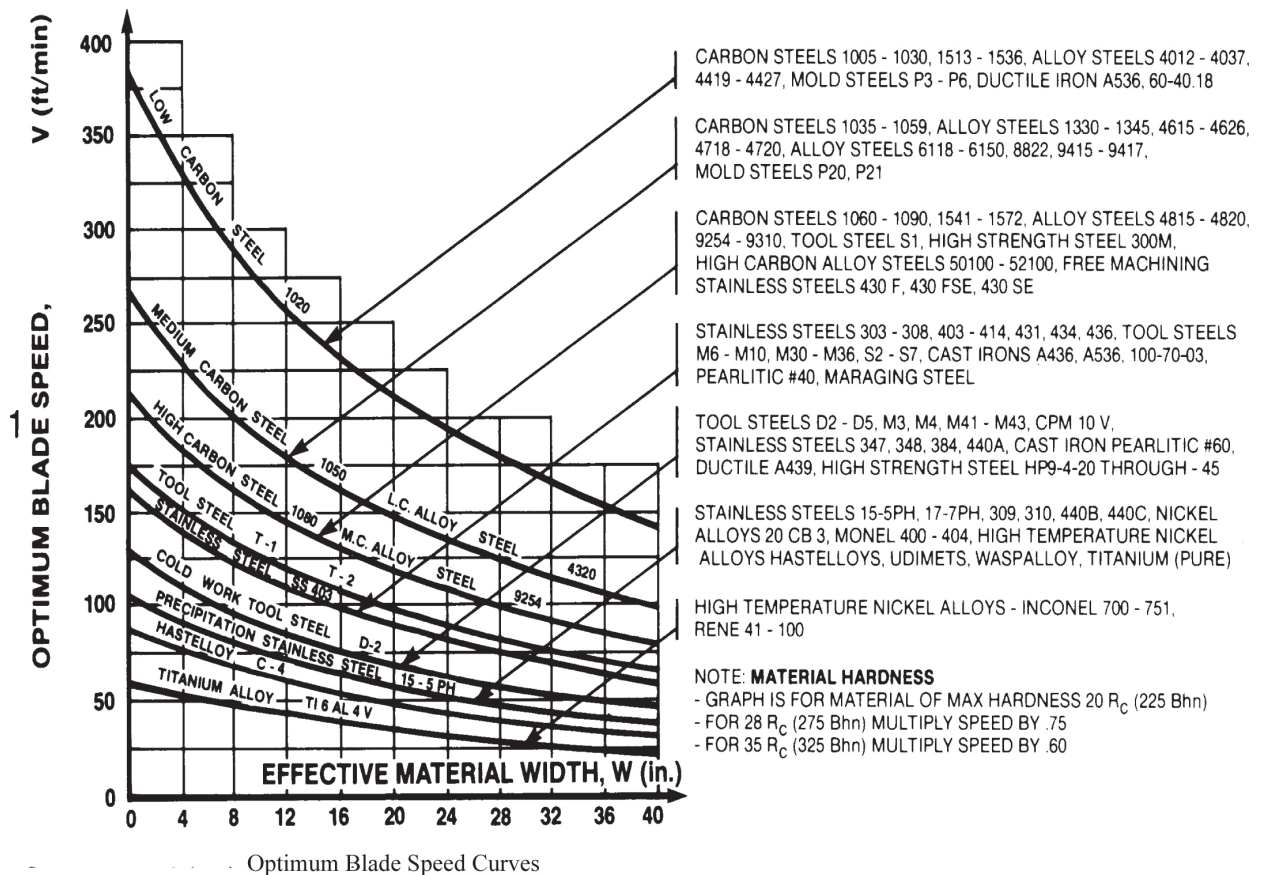 V (ft/min)
OPTIMUM BLADE SPEED,
1
400
350
300
250
200
150
100
50
0
0 4 8 12 16 20 24 28 32 36 40
EFFECTIVE MATERIAL WIDTH, W (in.)
LOW CARBON STEEL 1020
MEDIUM CARBON STEEL 1050 L.C. ALLOY STEEL 4320
HIGH CARBON STEEL 1080 M.C. ALLOY STEEL 9254
TOOL STEEL T-1 T-2
STAINLESS STEEL SS 403
COLD WORK TOOL STEEL D-2
PRECIPITATION STAINLESS STEEL 15-5 PH
HASTELLOY C-4
TITANIUM ALLOY - TI 6 AL 4 V
CARBON STEELS 1005 - 1030, 1513 - 1536, ALLOY STEELS 4012 - 4037,
4419 - 4427, MOLD STEELS P3 - P6, DUCTILE IRON A536, 60-40.18
CARBON STEELS 1035 - 1059, ALLOY STEELS 1330 - 1345, 4615 - 4626,
4718 - 4720, ALLOY STEELS 6118 - 6150, 8822, 9415 - 9417,
MOLD STEELS P20, P21
CARBON STEELS 1060 - 1090, 1541 - 1572, ALLOY STEELS 4815 - 4820,
9254 - 9310, TOOL STEEL S1, HIGH STRENGTH STEEL 300M,
HIGH CARBON ALLOY STEELS 50100 - 52100, FREE MACHINING
STAINLESS STEELS 430 F, 430 FSE, 430 SE
STAINLESS STEELS 303 - 308, 403 - 414, 431, 434, 436, TOOL STEELS
M6 - M10, M30 - M36, S2 - S7, CAST IRONS A436, A536, 100-70-03,
PEARLITIC #40, MARAGING STEEL
TOOL STEELS D2 - D5, M3, M4, M41 - M43, CPM 10 V,
STAINLESS STEELS 347, 348, 384, 440A, CAST IRON PEARLITIC #60,
DUCTILE A439, HIGH STRENGTH STEEL HP9-4-20 THROUGH - 45
STAINLESS STEELS 15-5PH, 17-7PH, 309, 310, 440B, 440C, NICKEL
ALLOYS 20 CB 3, MONEL 400 - 404, HIGH TEMPERATURE NICKEL
ALLOYS HASTELLOYS, UDIMETS, WASPALLOY, TITANIUM (PURE)
HIGH TEMPERATURE NICKEL ALLOYS - INCONEL 700 - 751,
RENE 41 - 100
NOTE: MATERIAL HARDNESS
- GRAPH IS FOR MATERIAL OF MAX HARDNESS 20 RC (225 Bhn)
- FOR 28 RC (275 Bhn) MULTIPLY SPEED BY .75
- FOR 35 RC (325 Bhn) MULTIPLY SPEED BY .60
Optimum Blade Speed Curves